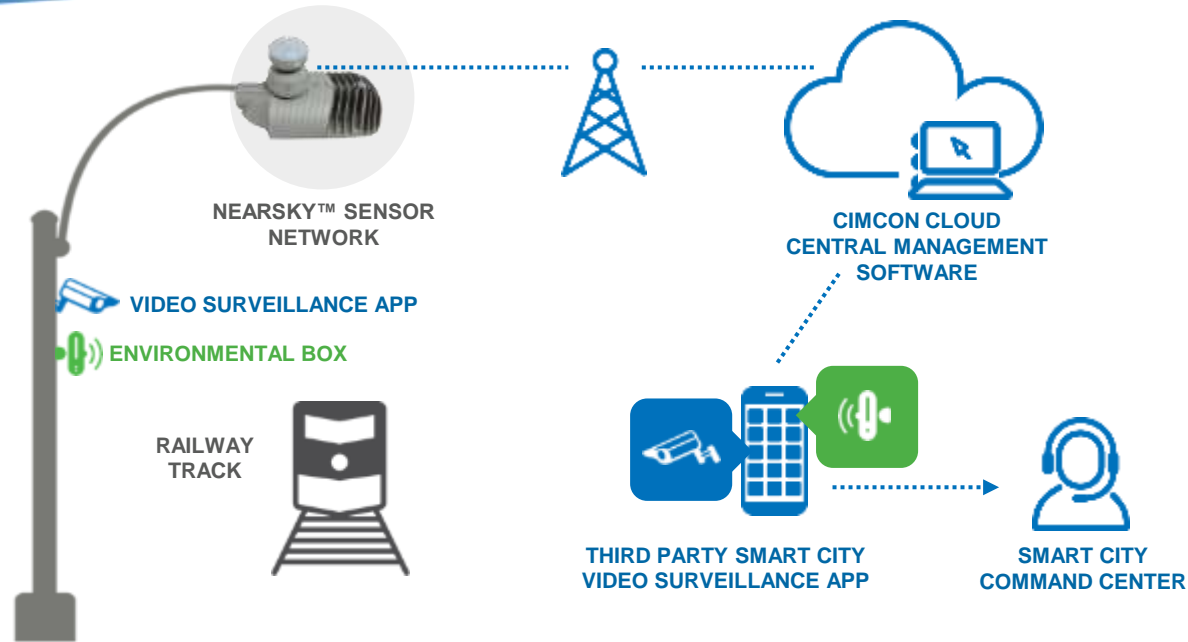 NEARSKY™ SENSOR
NETWORK
CIMCON CLOUD
CENTRAL MANAGEMENT
SOFTWARE
VIDEO SURVEILLANCE APP
ENVIRONMENTAL BOX
RAILWAY
TRACK
THIRD PARTY SMART CITY
VIDEO SURVEILLANCE APP
SMART CITY
COMMAND CENTER